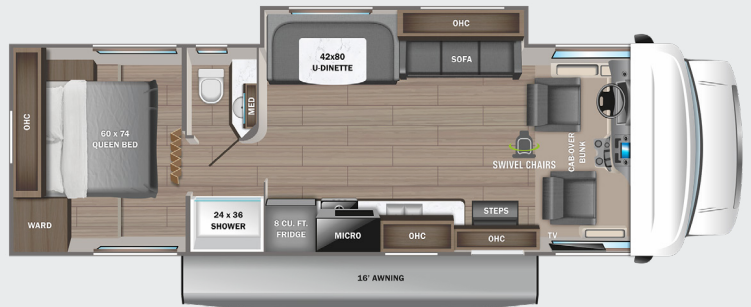 OHC
42x80
U-DINETTE
SOFA
OHC
60 x 74
QUEEN BED
MED
SWIVEL CHAIRS
CAB-OVER
BUNK
WARD
24 x 36
SHOWER
8 CU. FT.
FRIDGE
MICRO
OHC
STEPS
OHC
TV
16' AWNING